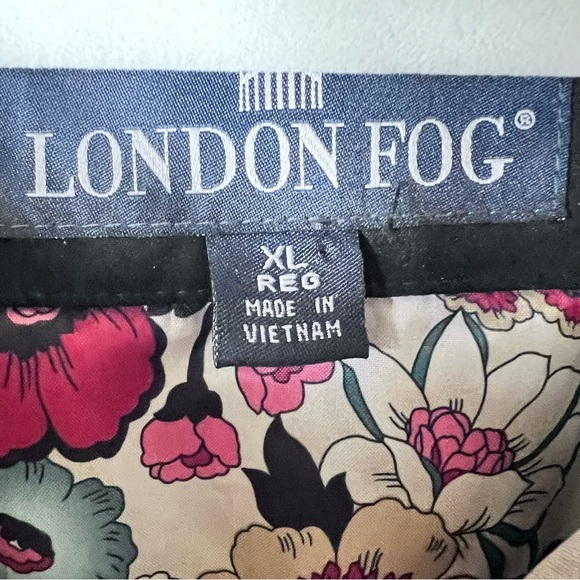 LONDON FOG®
XL
REG
MADE IN
VIETNAM